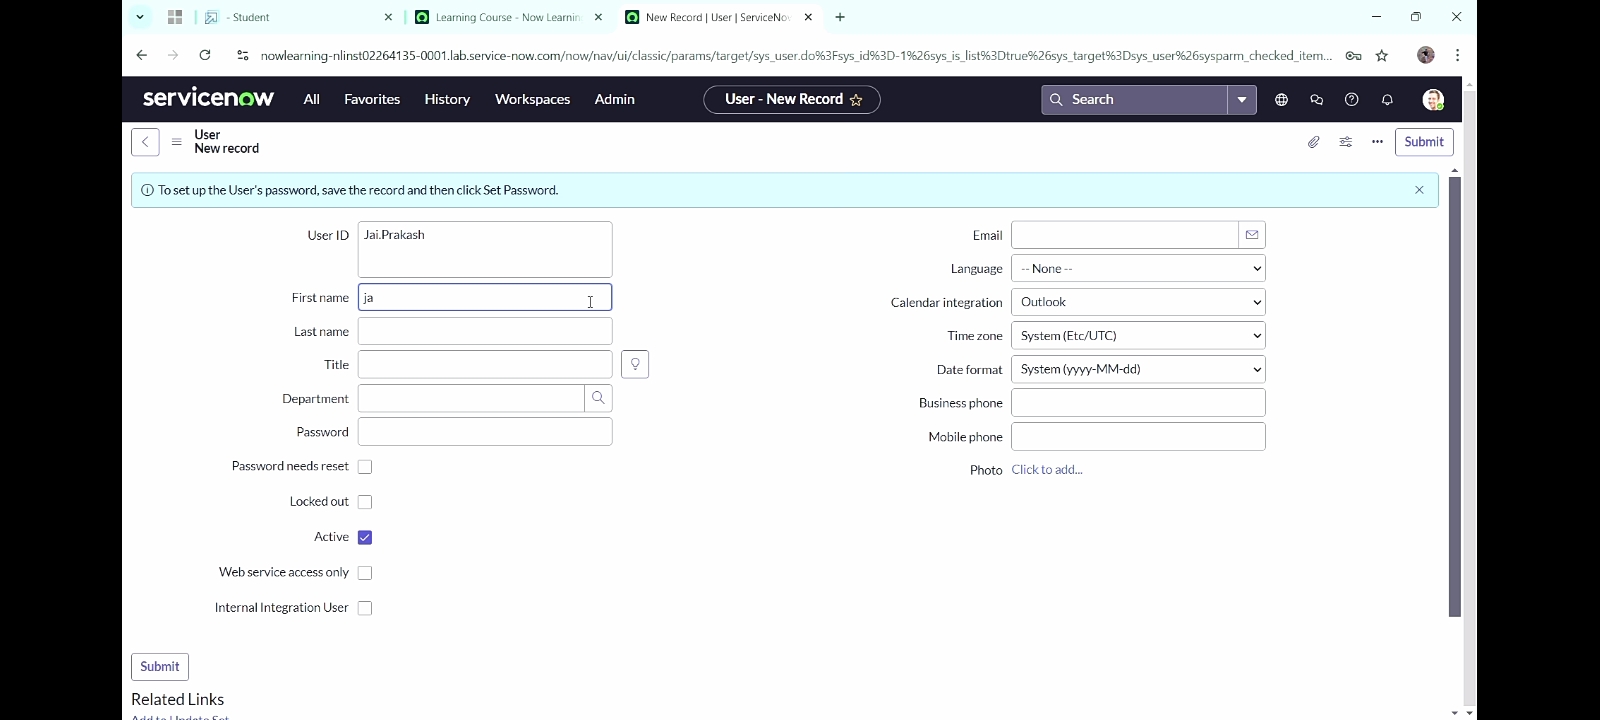 - Student
Learning Course - Now Learnin
New Record | User | ServiceNov
nowlearning-nlinst02264135-0001.lab.service-now.com/now/nav/ui/classic/params/target/sys_user.do%3Fsys_id%3D-1%26sys_is_list%3Dtrue%26sys_target%3Dsys_user%26sysparm_checked_item...
servicenow All Favorites History Workspaces Admin User - New Record Search
User
New record
Submit
To set up the User's password, save the record and then click Set Password.
User ID Jai.Prakash
First name ja
Last name
Title
Department
Password
Password needs reset
Locked out
Active
Web service access only
Internal Integration User
Email
Language -- None --
Calendar integration Outlook
Time zone System (Etc/UTC)
Date format System (yyyy-MM-dd)
Business phone
Mobile phone
Photo Click to add...
Submit
Related Links
Add to Update Set